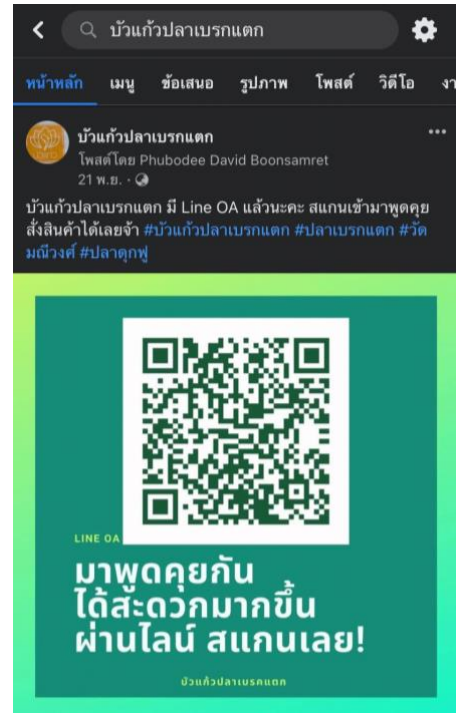 บัวแก้วปลาเบรกแตก
หน้าหลัก เมนู ข้อเสนอ รูปภาพ โพสต์ วิดีโอ งา
บัวแก้วปลาเบรกแตก
โพสต์โดย Phubodee David Boonsamret
21 พ.ย. ·
บัวแก้วปลาเบรกแตก มี Line OA แล้วนะคะ สแกนเข้ามาพูดคุย
สั่งสินค้าได้เลยจ้า #บัวแก้วปลาเบรกแตก #ปลาเบรกแตก #วัด
มณีวงศ์ #ปลาดุกฟู
LINE OA
มาพูดคุยกัน
ได้สะดวกมากขึ้น
ผ่านไลน์ สแกนเลย!
บัวแก้วปลาเบรคแตก